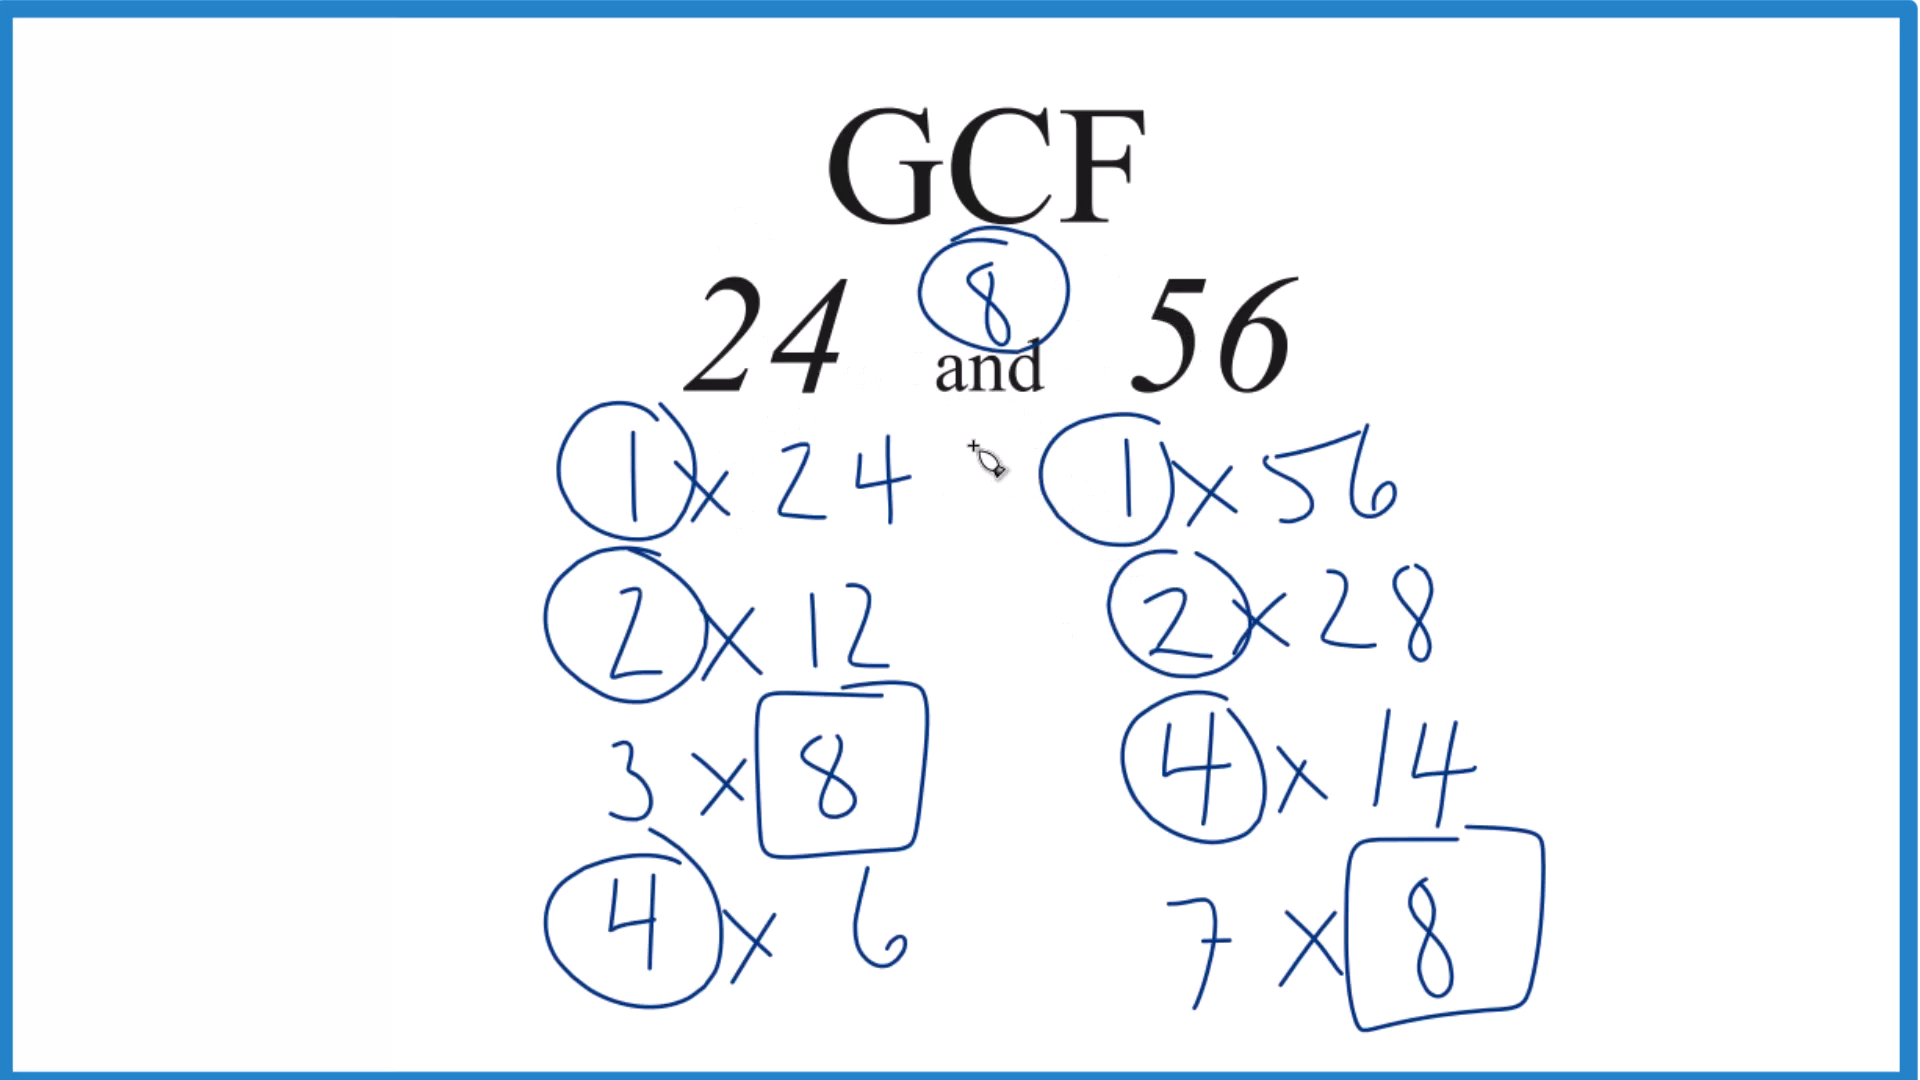 GCF
8
24 and 56
1 x 24
1 x 56
2 x 12
2 x 28
3 x 8
4 x 14
4 x 6
7 x 8